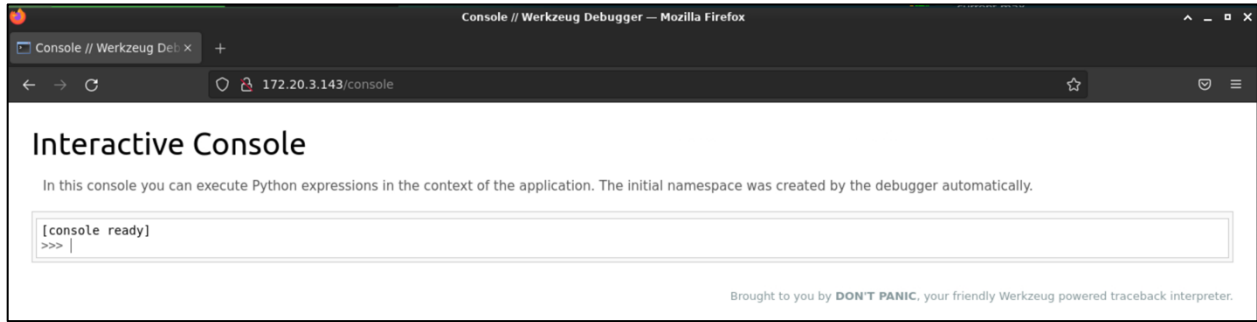 Console // Werkzeug Debugger — Mozilla Firefox
Console // Werkzeug Deb
172.20.3.143/console
Interactive Console
In this console you can execute Python expressions in the context of the application. The initial namespace was created by the debugger automatically.
[console ready]
>>>
Brought to you by DON'T PANIC, your friendly Werkzeug powered traceback interpreter.